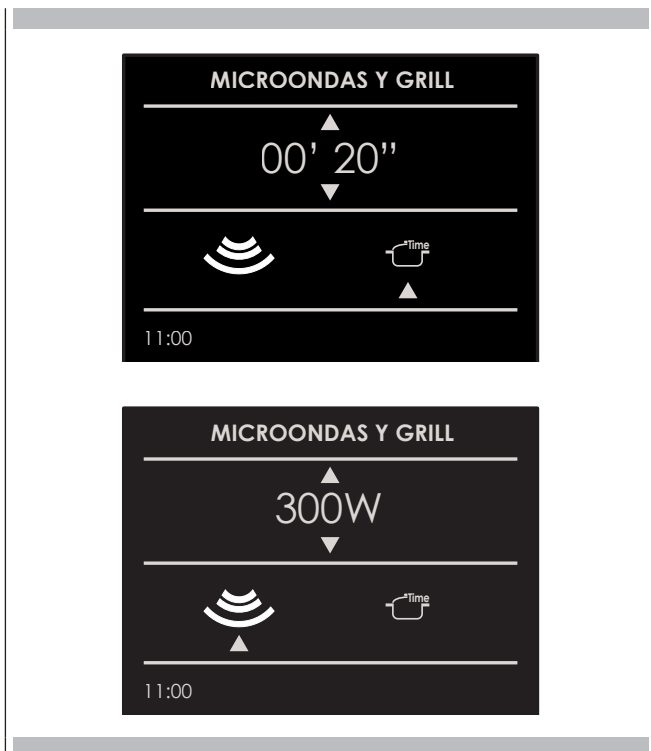 MICROONDAS Y GRILL
00’ 20”
Time
11:00
MICROONDAS Y GRILL
300W
Time
11:00